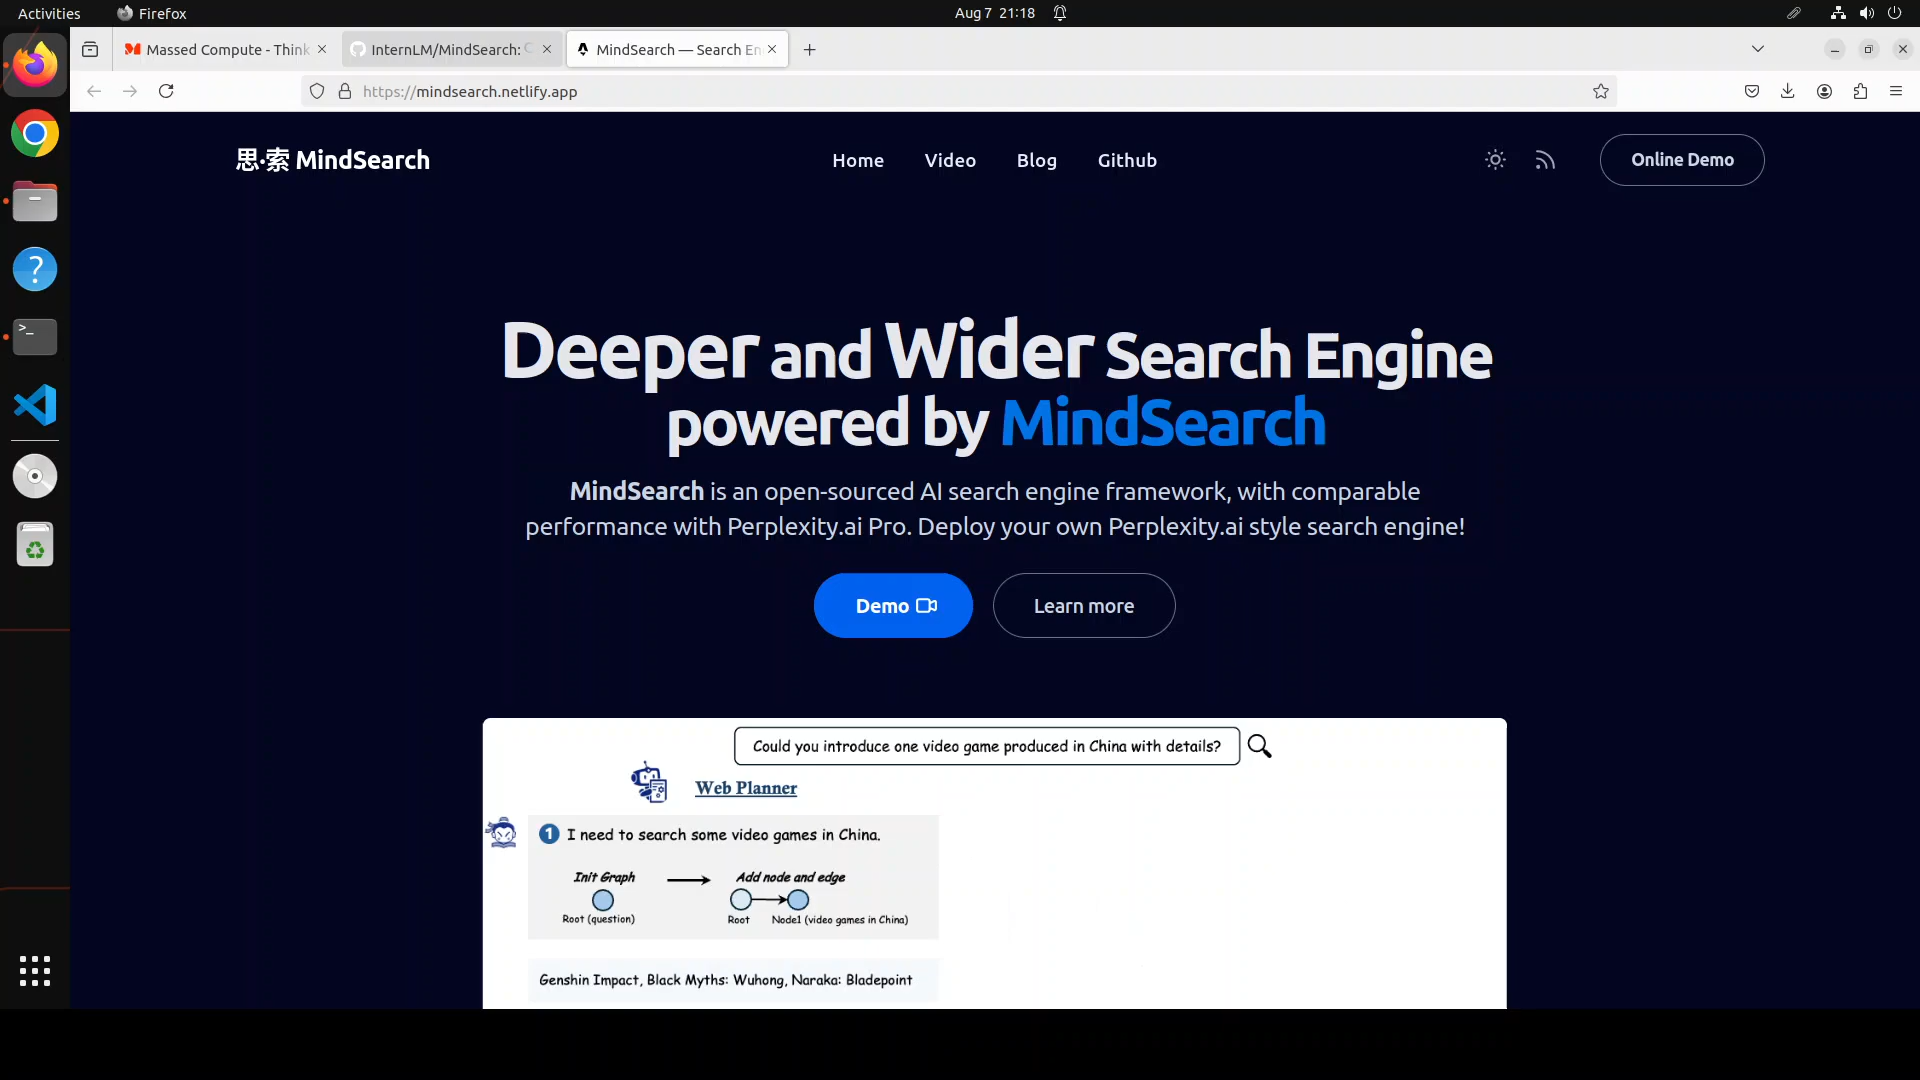 Activities
Firefox
Aug 7 21:18
Massed Compute - Think
InternLM/MindSearch:
MindSearch — Search En
https://mindsearch.netlify.app
思·索 MindSearch
Home
Video
Blog
Github
Online Demo
Deeper and Wider Search Engine
powered by MindSearch
MindSearch is an open-sourced AI search engine framework, with comparable
performance with Perplexity.ai Pro. Deploy your own Perplexity.ai style search engine!
Demo
Learn more
Could you introduce one video game produced in China with details?
Web Planner
1 I need to search some video games in China.
Init Graph
Add node and edge
Root (question)
Root
Node1 (video games in China)
Genshin Impact, Black Myths: Wuhong, Naraka: Bladepoint